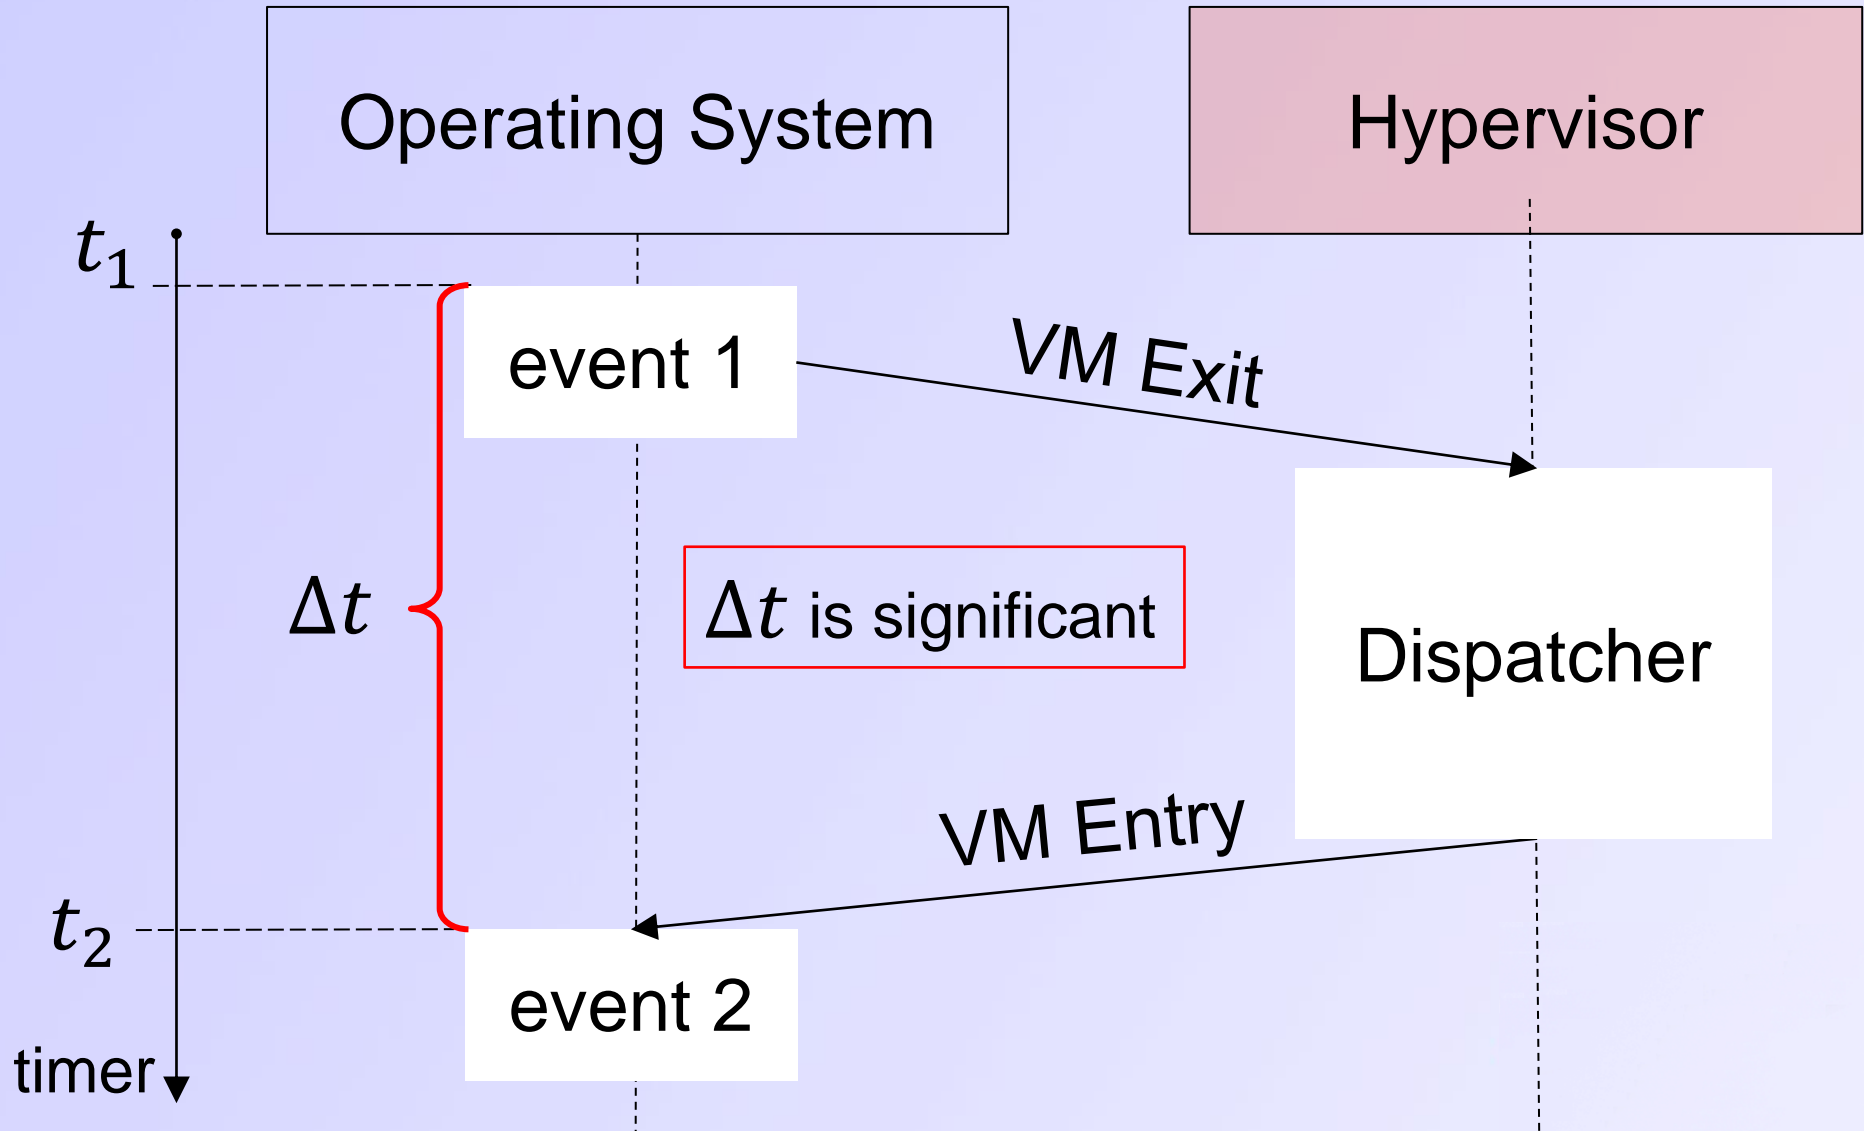 Operating System
Hypervisor
t₁
event 1
VM Exit
Δt
Δt is significant
Dispatcher
VM Entry
t₂
event 2
timer